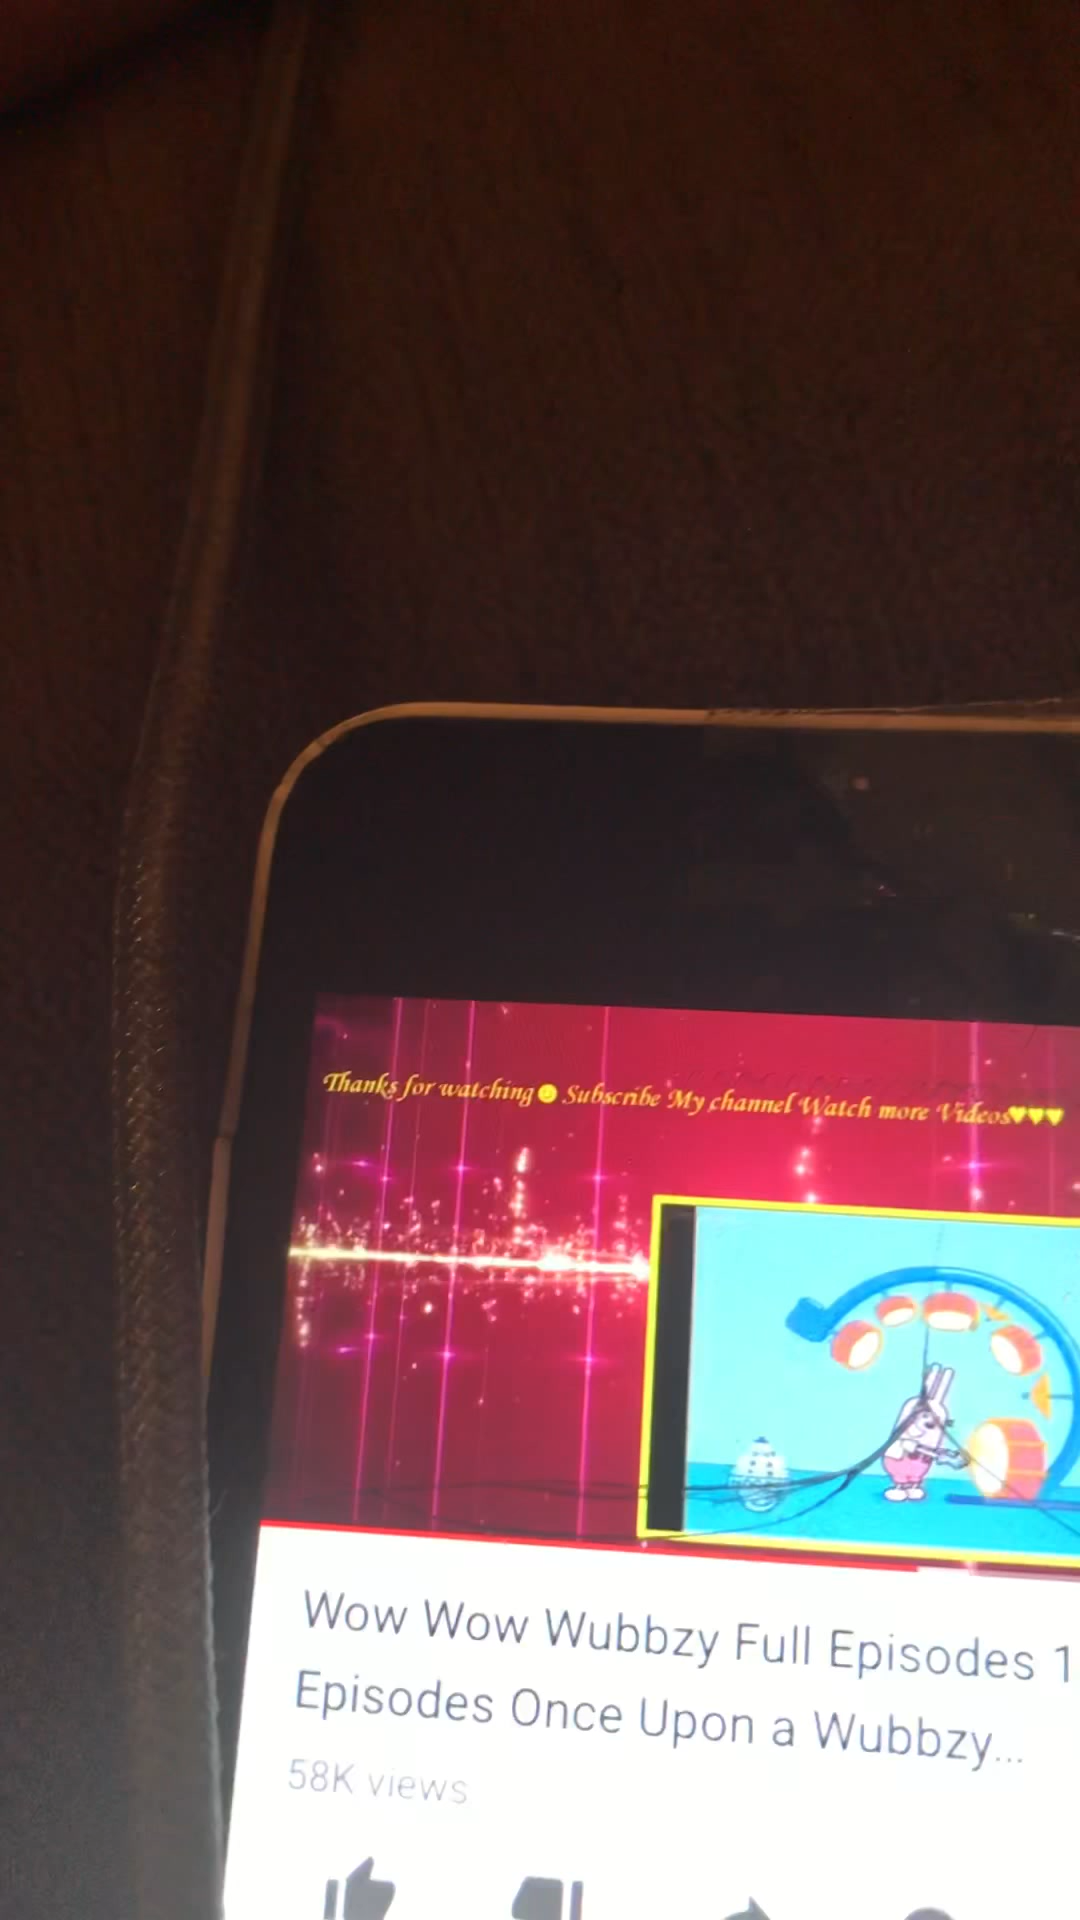 Thanks for watching Subscribe My channel Watch more Videos
Wow Wow Wubbzy Full Episodes 1
Episodes Once Upon a Wubbzy...
58K views